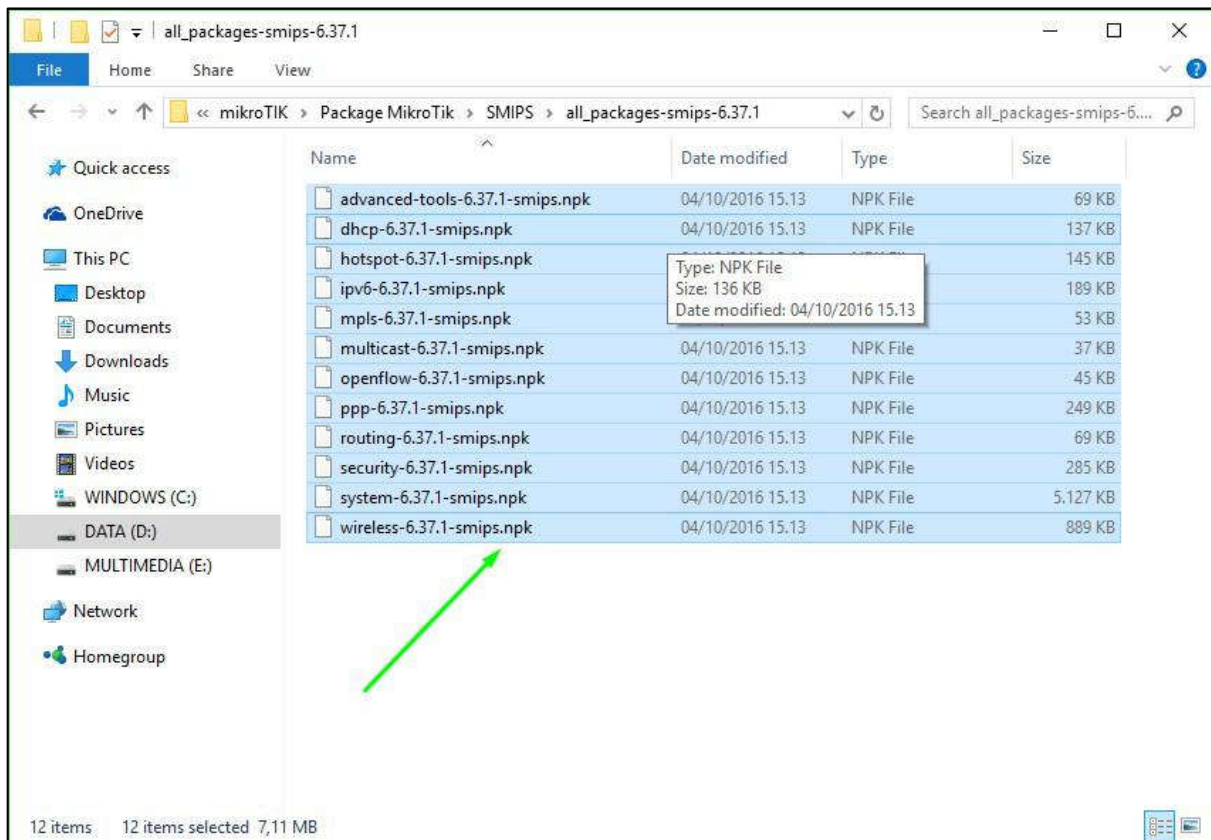 all_packages-smips-6.37.1
File Home Share View
« mikroTIK > Package MikroTik > SMIPS > all_packages-smips-6.37.1
Search all_packages-smips-6....
Quick access
OneDrive
This PC
Desktop
Documents
Downloads
Music
Pictures
Videos
WINDOWS (C:)
DATA (D:)
MULTIMEDIA (E:)
Network
Homegroup
Name Date modified Type Size
advanced-tools-6.37.1-smips.npk 04/10/2016 15.13 NPK File 69 KB
dhcp-6.37.1-smips.npk 04/10/2016 15.13 NPK File 137 KB
hotspot-6.37.1-smips.npk 145 KB
ipv6-6.37.1-smips.npk 189 KB
mpls-6.37.1-smips.npk 53 KB
Type: NPK File
Size: 136 KB
Date modified: 04/10/2016 15.13
multicast-6.37.1-smips.npk 04/10/2016 15.13 NPK File 37 KB
openflow-6.37.1-smips.npk 04/10/2016 15.13 NPK File 45 KB
ppp-6.37.1-smips.npk 04/10/2016 15.13 NPK File 249 KB
routing-6.37.1-smips.npk 04/10/2016 15.13 NPK File 69 KB
security-6.37.1-smips.npk 04/10/2016 15.13 NPK File 285 KB
system-6.37.1-smips.npk 04/10/2016 15.13 NPK File 5.127 KB
wireless-6.37.1-smips.npk 04/10/2016 15.13 NPK File 889 KB
12 items 12 items selected 7,11 MB